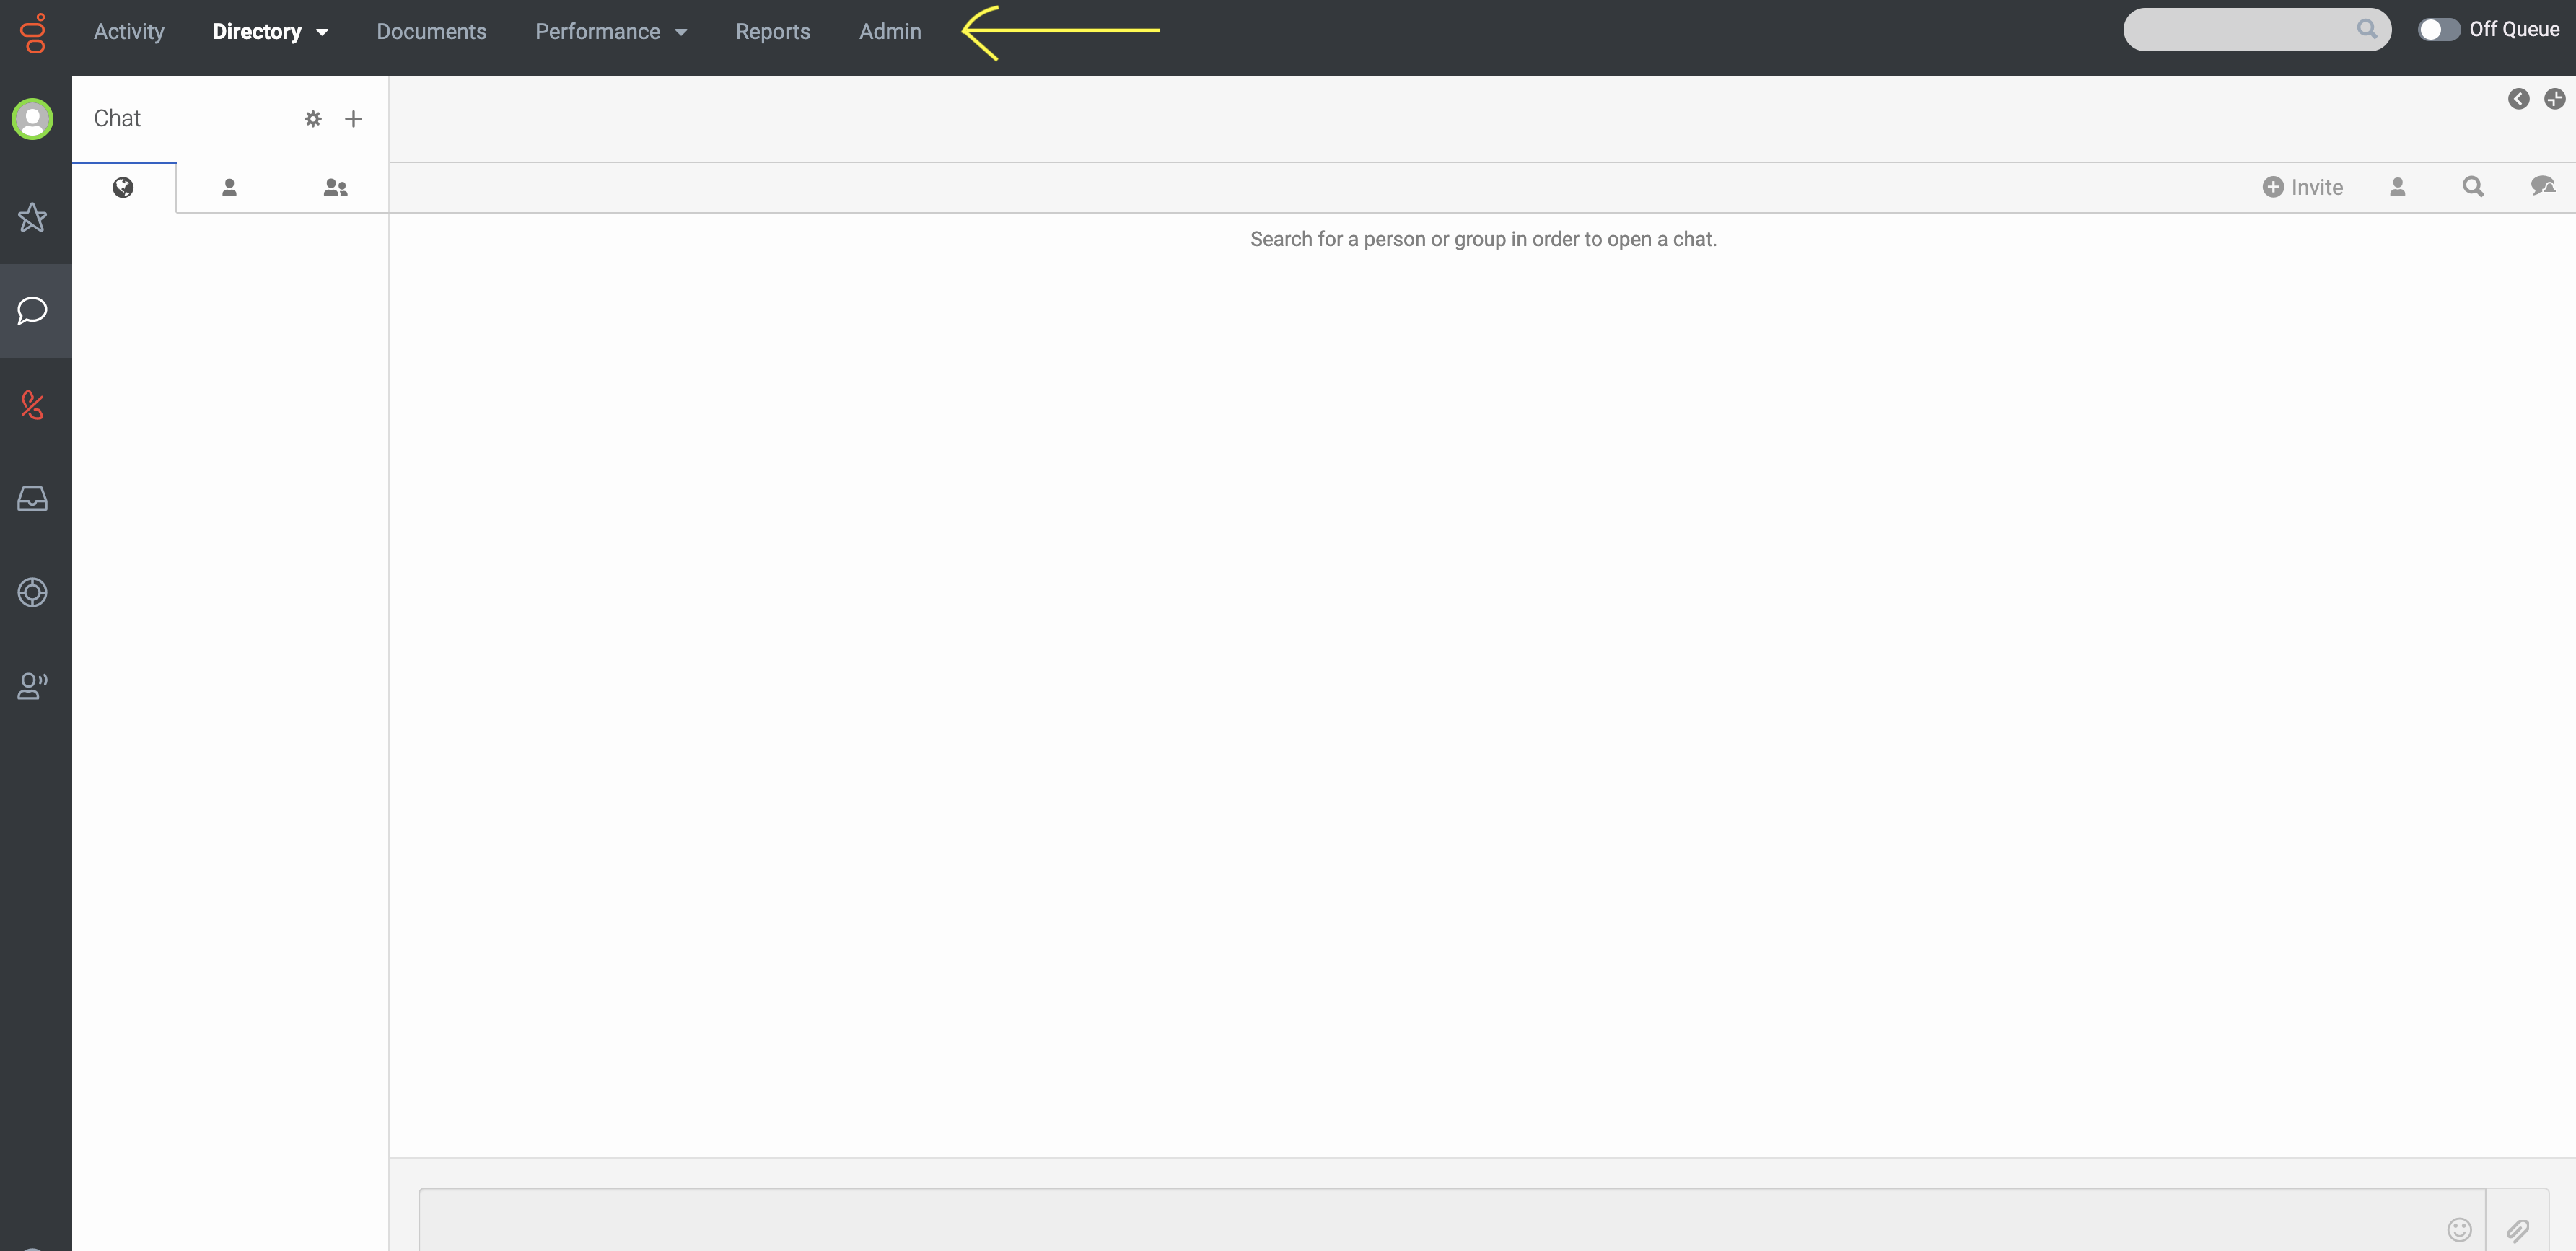 Activity Directory Documents Performance Reports Admin Off Queue
Chat
Invite
Search for a person or group in order to open a chat.